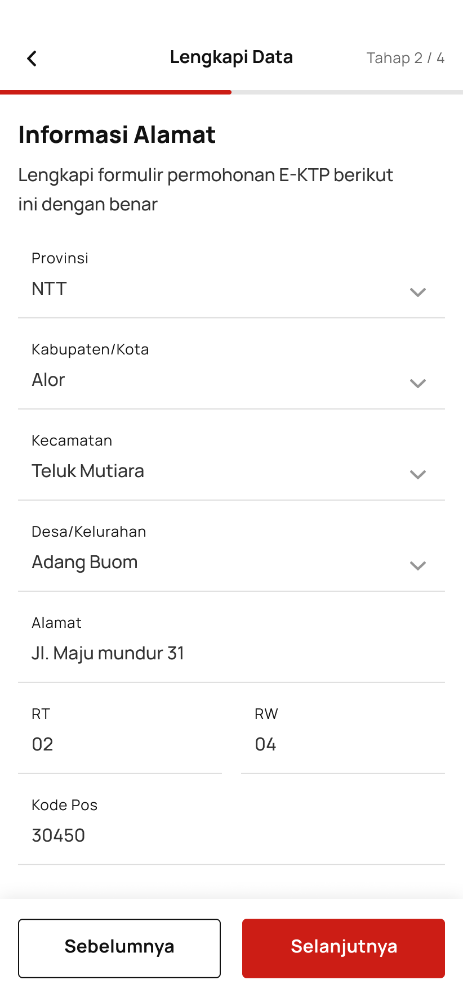 Lengkapi Data
Tahap 2 / 4
Informasi Alamat
Lengkapi formulir permohonan E-KTP berikut
ini dengan benar
Provinsi
NTT
Kabupaten/Kota
Alor
Kecamatan
Teluk Mutiara
Desa/Kelurahan
Adang Buom
Alamat
Jl. Maju mundur 31
RT
02
RW
04
Kode Pos
30450
Sebelumnya
Selanjutnya